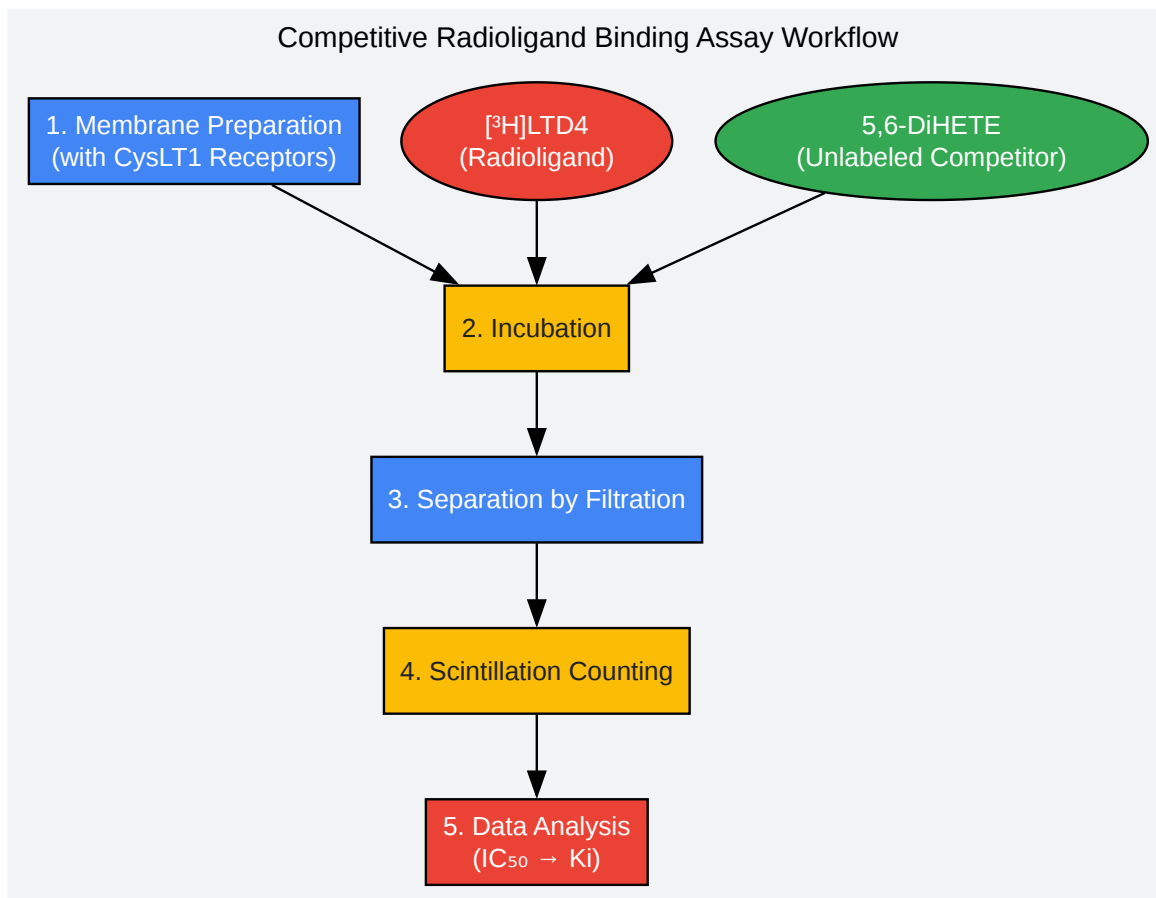 Competitive Radioligand Binding Assay Workflow
1. Membrane Preparation
(with CysLT1 Receptors)
[³H]LTD4
(Radioligand)
5,6-DiHETE
(Unlabeled Competitor)
2. Incubation
3. Separation by Filtration
4. Scintillation Counting
5. Data Analysis
(IC₅₀ → Ki)